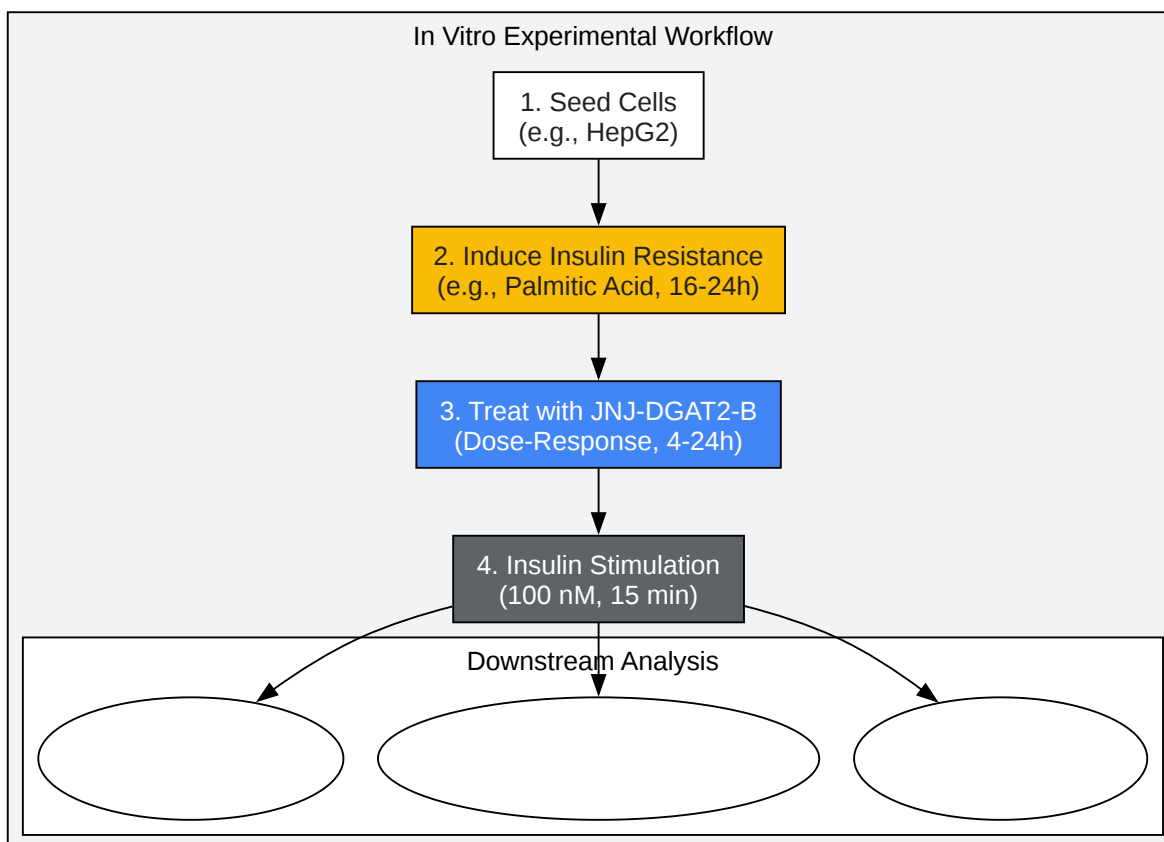 In Vitro Experimental Workflow
1. Seed Cells
(e.g., HepG2)
2. Induce Insulin Resistance
(e.g., Palmitic Acid, 16-24h)
3. Treat with JNJ-DGAT2-B
(Dose-Response, 4-24h)
4. Insulin Stimulation
(100 nM, 15 min)
Downstream Analysis